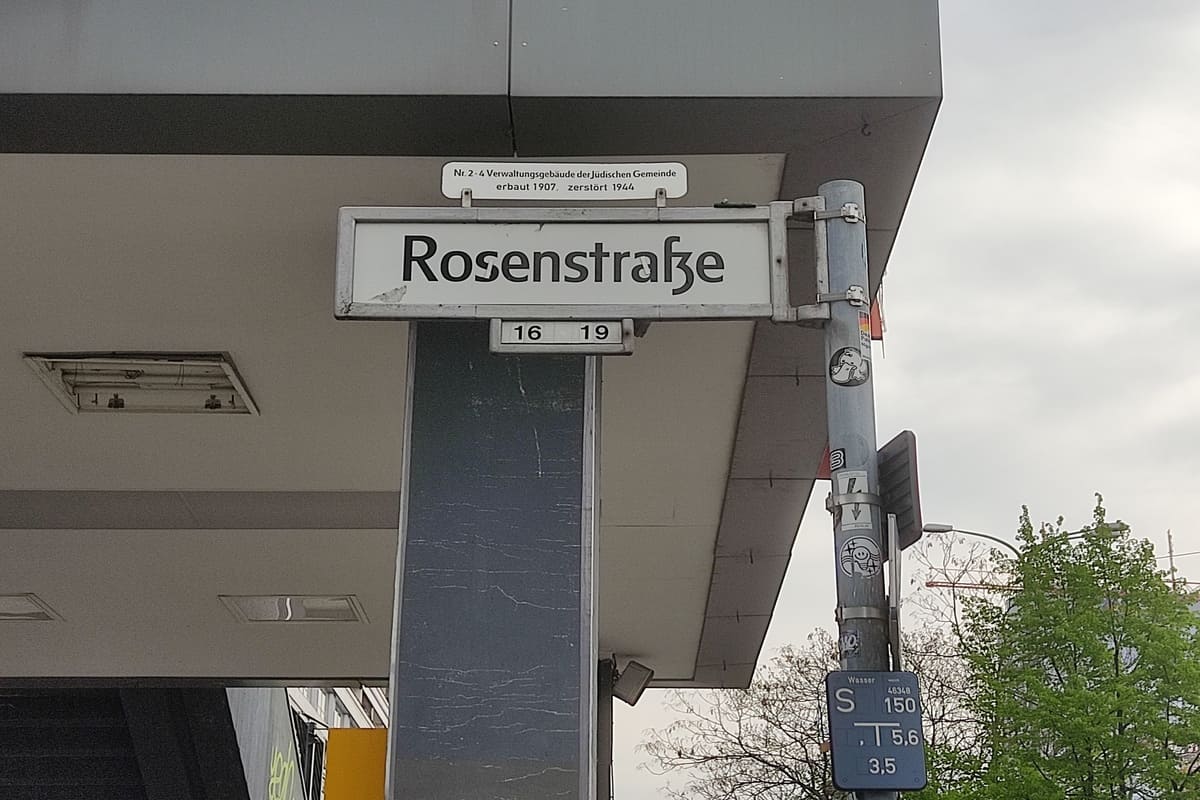 Nr. 2-4 Verwaltungsgebäude der Jüdischen Gemeinde
erbaut 1907, zerstört 1944
Rosenstraße
16 19
Wasser
S 46348
150
, T 5,6
3,5